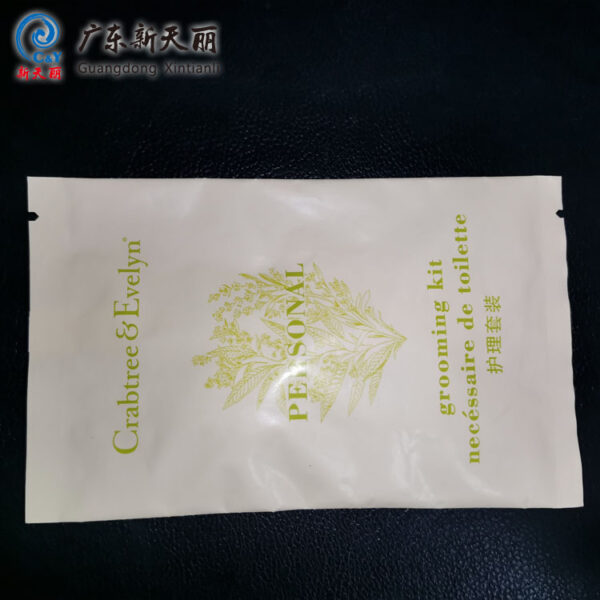 C&Y
新天丽
广东新天丽
Guangdong Xintianli
Crabtree & Evelyn®
PERSONAL
grooming kit
necéssaire de toilette
护理套装